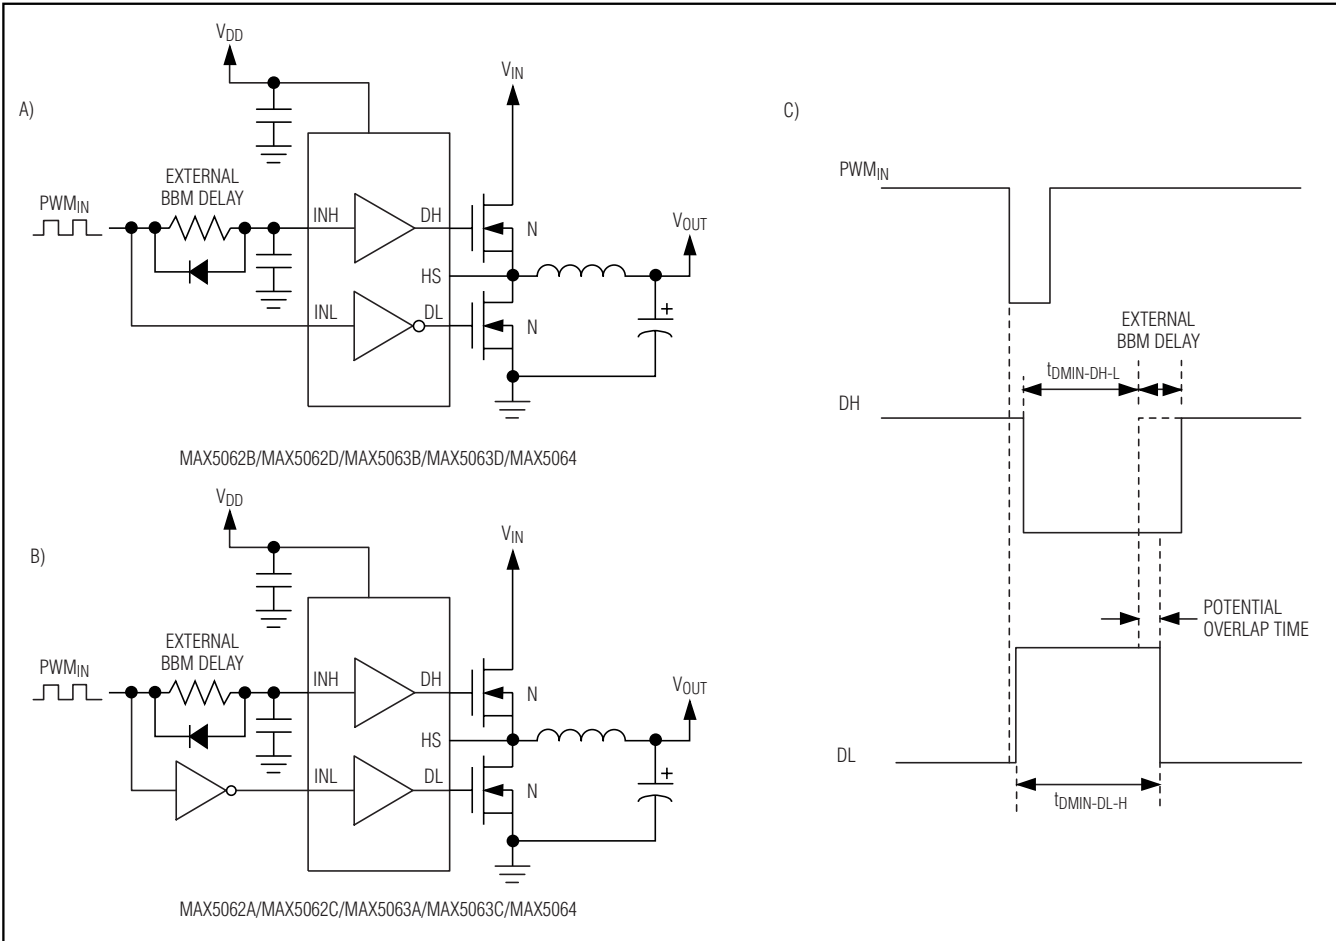 A)
VDD
VIN
EXTERNAL
BBM DELAY
PWMIN
INH
DH
N
VOUT
HS
INL
DL
N
+
MAX5062B/MAX5062D/MAX5063B/MAX5063D/MAX5064
B)
VDD
VIN
EXTERNAL
BBM DELAY
PWMIN
INH
DH
N
VOUT
HS
INL
DL
N
+
MAX5062A/MAX5062C/MAX5063A/MAX5063C/MAX5064
C)
PWMIN
EXTERNAL
BBM DELAY
tDMIN-DH-L
DH
POTENTIAL
OVERLAP TIME
DL
tDMIN-DL-H